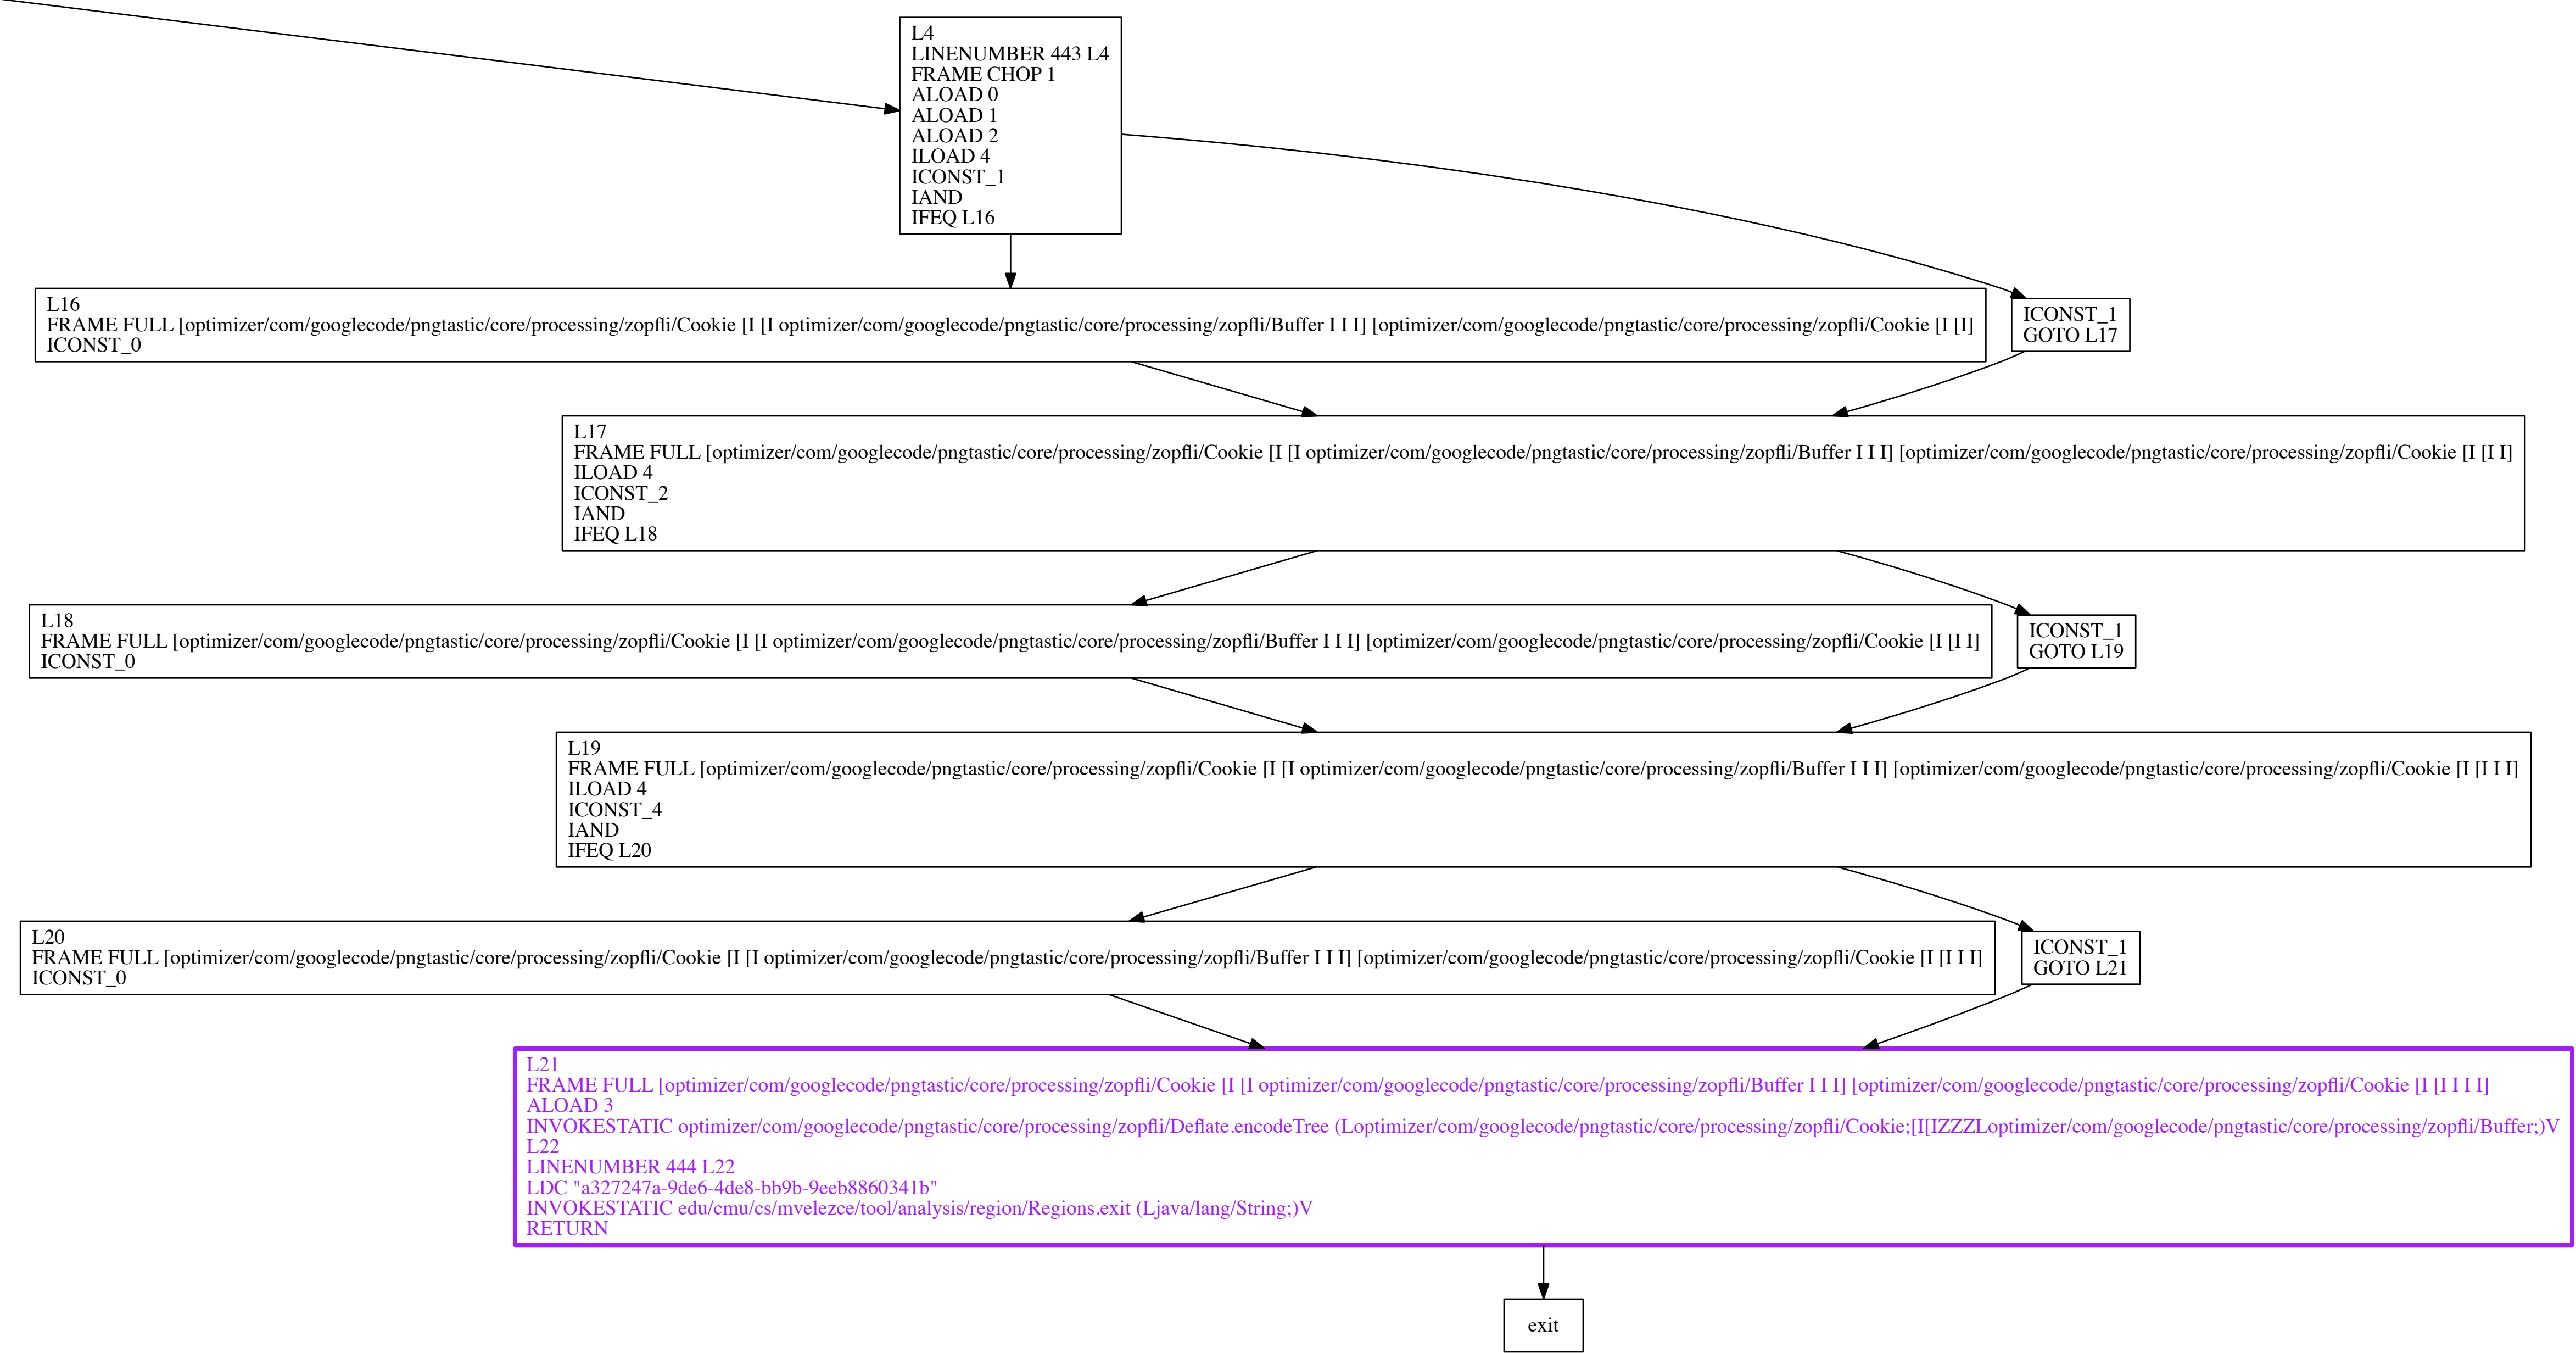 L4
LINENUMBER 443 L4
FRAME CHOP 1
ALOAD 0
ALOAD 1
ALOAD 2
ILOAD 4
ICONST_1
IAND
IFEQ L16
L16
FRAME FULL [optimizer/com/googlecode/pngtastic/core/processing/zopfli/Cookie [I [I optimizer/com/googlecode/pngtastic/core/processing/zopfli/Buffer I I I] [optimizer/com/googlecode/pngtastic/core/processing/zopfli/Cookie [I [I]
ICONST_0
ICONST_1
GOTO L17
L17
FRAME FULL [optimizer/com/googlecode/pngtastic/core/processing/zopfli/Cookie [I [I optimizer/com/googlecode/pngtastic/core/processing/zopfli/Buffer I I I] [optimizer/com/googlecode/pngtastic/core/processing/zopfli/Cookie [I [I I]
ILOAD 4
ICONST_2
IAND
IFEQ L18
L18
FRAME FULL [optimizer/com/googlecode/pngtastic/core/processing/zopfli/Cookie [I [I optimizer/com/googlecode/pngtastic/core/processing/zopfli/Buffer I I I] [optimizer/com/googlecode/pngtastic/core/processing/zopfli/Cookie [I [I I]
ICONST_0
ICONST_1
GOTO L19
L19
FRAME FULL [optimizer/com/googlecode/pngtastic/core/processing/zopfli/Cookie [I [I optimizer/com/googlecode/pngtastic/core/processing/zopfli/Buffer I I I] [optimizer/com/googlecode/pngtastic/core/processing/zopfli/Cookie [I [I I I]
ILOAD 4
ICONST_4
IAND
IFEQ L20
L20
FRAME FULL [optimizer/com/googlecode/pngtastic/core/processing/zopfli/Cookie [I [I optimizer/com/googlecode/pngtastic/core/processing/zopfli/Buffer I I I] [optimizer/com/googlecode/pngtastic/core/processing/zopfli/Cookie [I [I I I]
ICONST_0
ICONST_1
GOTO L21
L21
FRAME FULL [optimizer/com/googlecode/pngtastic/core/processing/zopfli/Cookie [I [I optimizer/com/googlecode/pngtastic/core/processing/zopfli/Buffer I I I] [optimizer/com/googlecode/pngtastic/core/processing/zopfli/Cookie [I [I I I I]
ALOAD 3
INVOKESTATIC optimizer/com/googlecode/pngtastic/core/processing/zopfli/Deflate.encodeTree (Loptimizer/com/googlecode/pngtastic/core/processing/zopfli/Cookie;[I[IZZZLoptimizer/com/googlecode/pngtastic/core/processing/zopfli/Buffer;)V
L22
LINENUMBER 444 L22
LDC "a327247a-9de6-4de8-bb9b-9eeb8860341b"
INVOKESTATIC edu/cmu/cs/mvelezce/tool/analysis/region/Regions.exit (Ljava/lang/String;)V
RETURN
exit